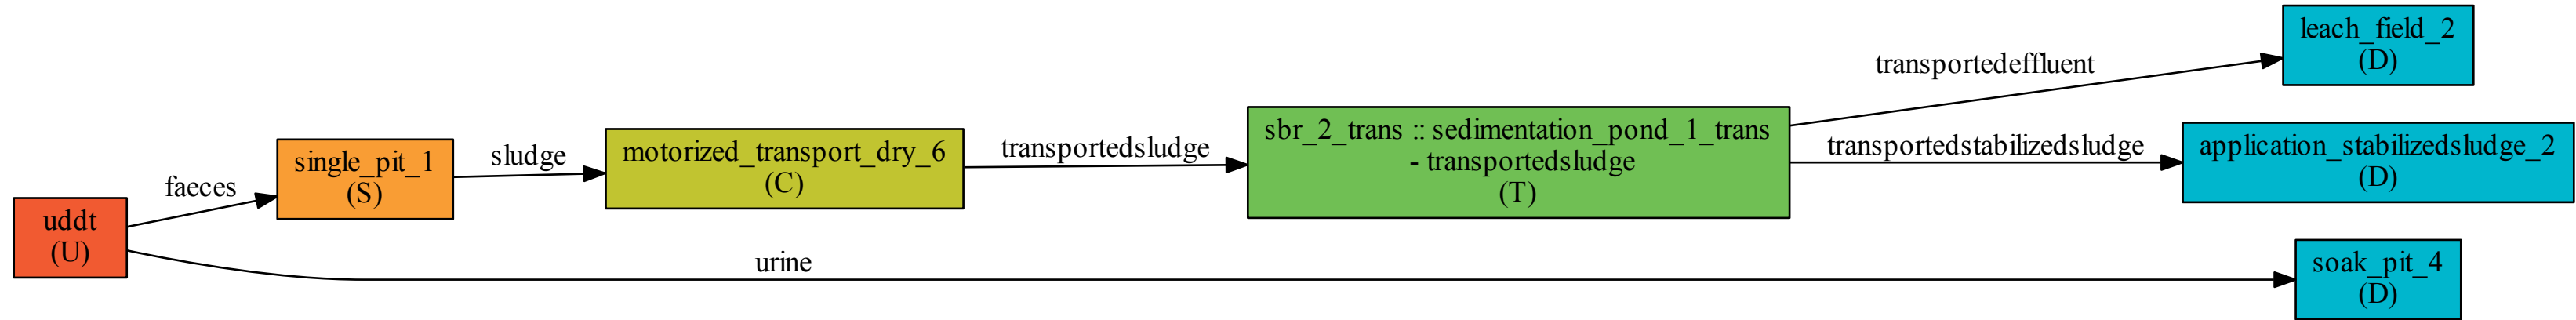 uddt
(U)
faeces
urine
single_pit_1
(S)
sludge
motorized_transport_dry_6
(C)
transportedsludge
sbr_2_trans :: sedimentation_pond_1_trans
- transportedsludge
(T)
transportedeffluent
transportedstabilizedsludge
leach_field_2
(D)
application_stabilizedsludge_2
(D)
soak_pit_4
(D)